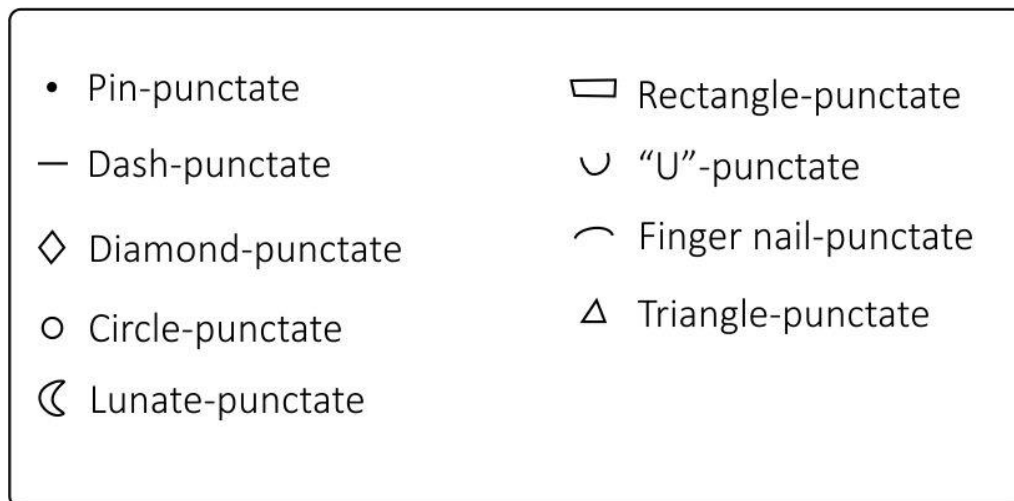 Pin-punctate
Dash-punctate
Diamond-punctate
Circle-punctate
Lunate-punctate
Rectangle-punctate
“U”-punctate
Finger nail-punctate
Triangle-punctate